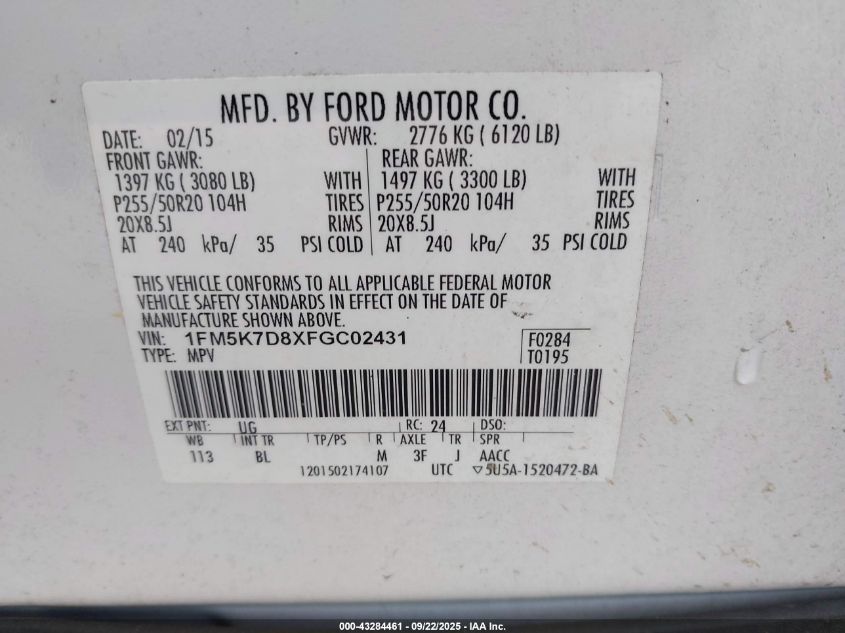 MFD. BY FORD MOTOR CO.
DATE: 02/15 GVWR: 2776 KG ( 6120 LB)
FRONT GAWR: REAR GAWR:
1397 KG ( 3080 LB) WITH 1497 KG ( 3300 LB) WITH
P255/50R20 104H TIRES P255/50R20 104H TIRES
20X8.5J RIMS 20X8.5J RIMS
AT 240 kPa/ 35 PSI COLD AT 240 kPa/ 35 PSI COLD
THIS VEHICLE CONFORMS TO ALL APPLICABLE FEDERAL MOTOR
VEHICLE SAFETY STANDARDS IN EFFECT ON THE DATE OF
MANUFACTURE SHOWN ABOVE.
VIN: 1FM5K7D8XFGC02431 F0284
TYPE: MPV T0195
EXT PNT: UG RC: 24 DSO:
WB INT TR TP/PS R AXLE TR SPR
113 BL M 3F J AACC
1201502174107 UTC ▽5U5A-1520472-BA
000-43284461 - 09/22/2025 - IAA Inc.